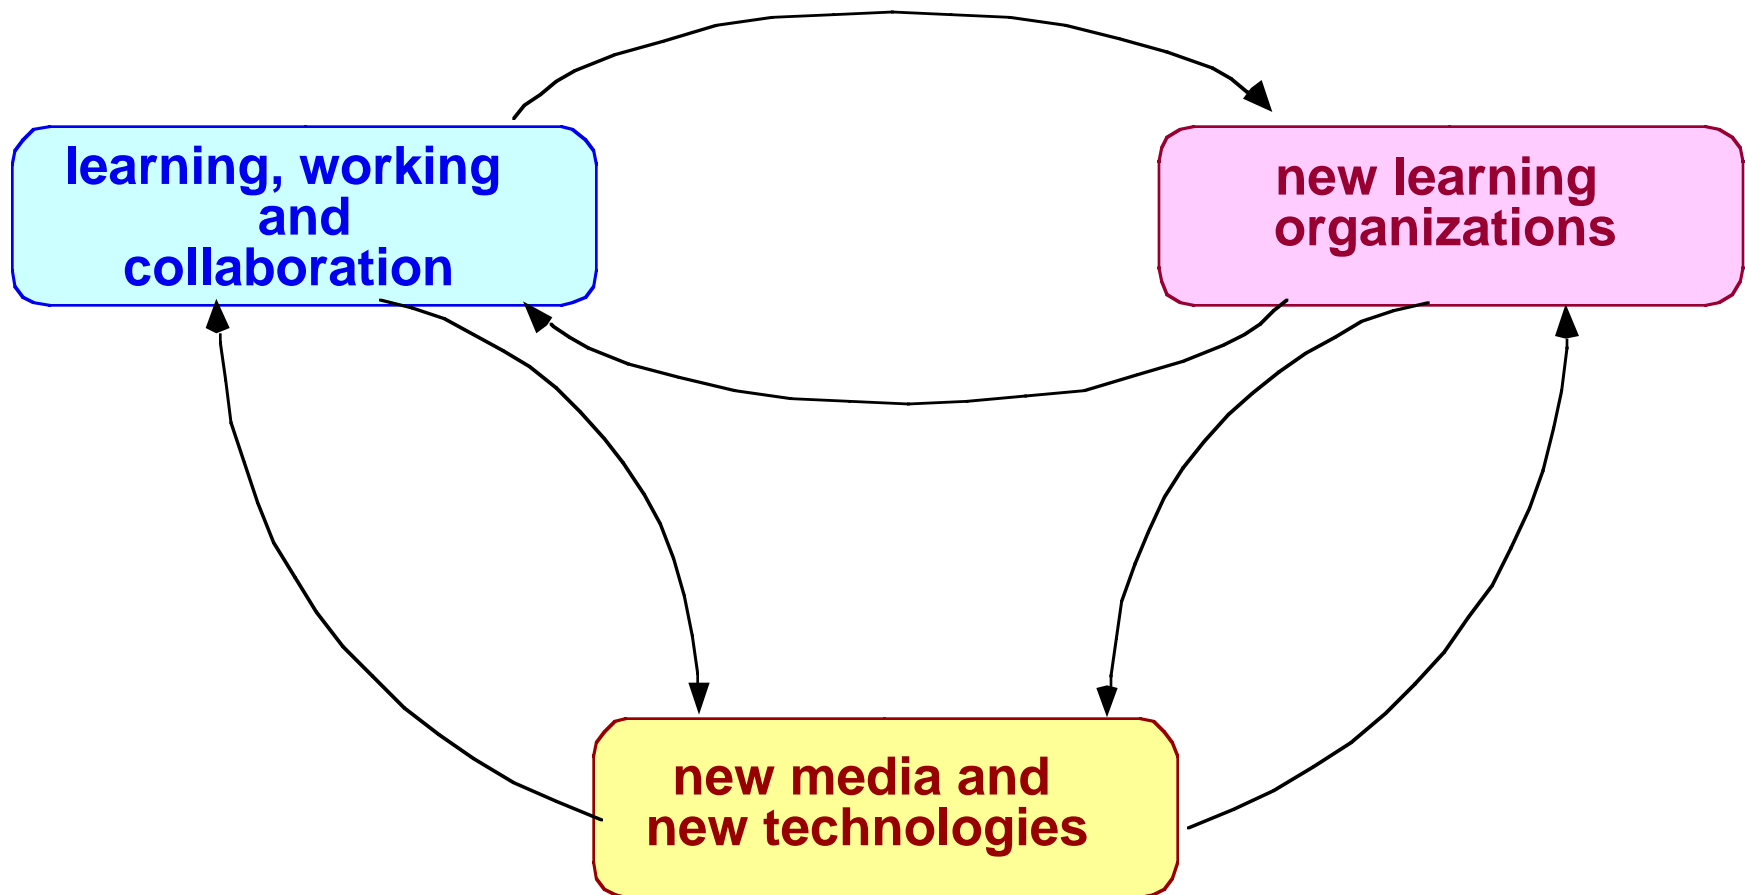 learning, working
and
collaboration
new learning
organizations
new media and
new technologies